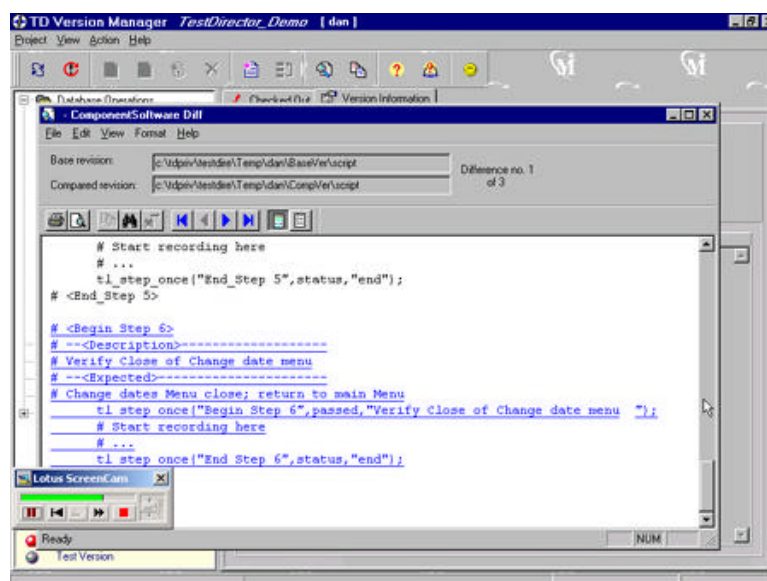 TD Version Manager TestDirector_Demo [ dan ]
Project View Action Help
Database Operations
Checked Out
Version Information
- ComponentSoftware Diff
File Edit View Format Help
Base revision: c:\tdpriv\testdire\Temp\dan\BaseVer\script
Difference no. 1
Compared revision: c:\tdpriv\testdire\Temp\dan\CompVer\script
of 3
# Start recording here
# ...
tl_step_once("End_Step 5",status,"end");
# <End_Step 5>
# <Begin Step 6>
# --<Description>--------------------
# Verify Close of Change date menu
# --<Expected>-----------------------
# Change dates Menu close; return to main Menu
tl_step_once("Begin Step 6",passed,"Verify Close of Change date menu ");
# Start recording here
# ...
tl_step_once("End Step 6",status,"end");
Lotus ScreenCam
Ready
NUM
Test Version